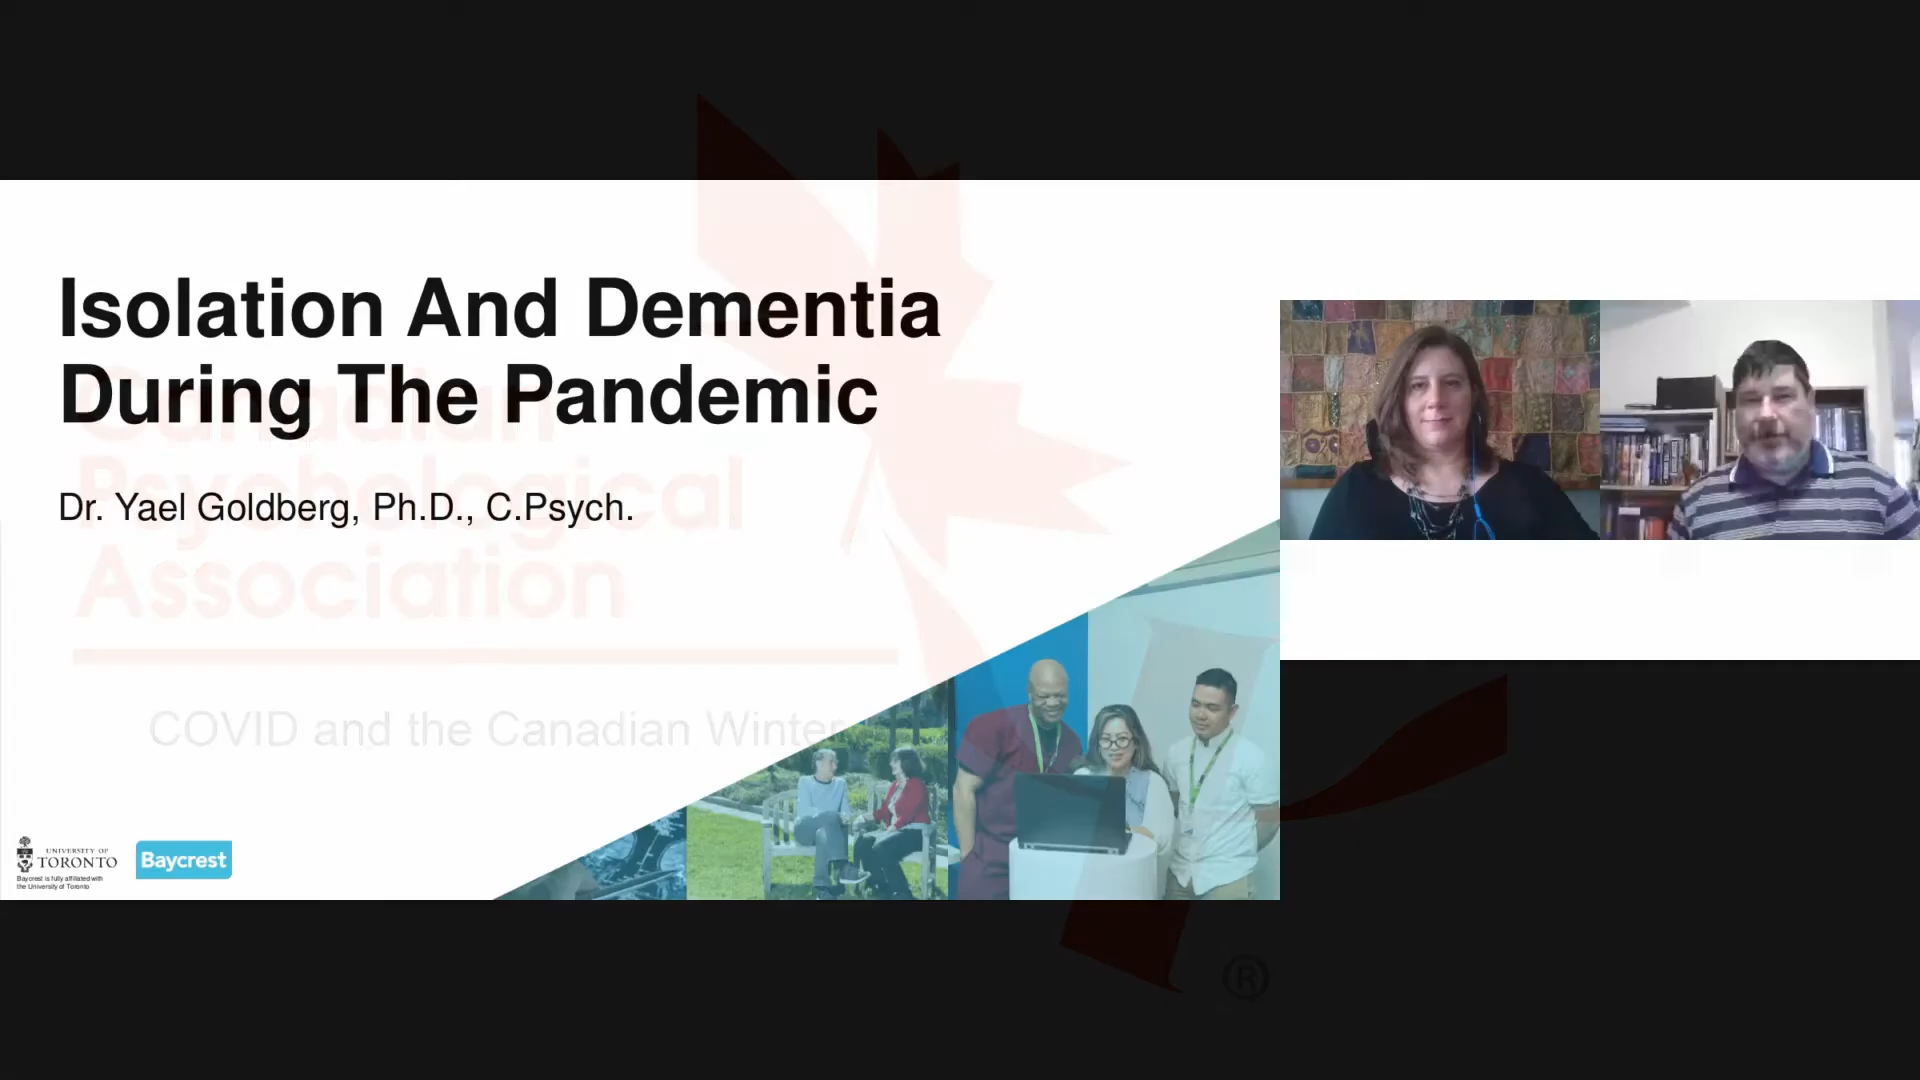 Isolation And Dementia
During The Pandemic
Dr. Yael Goldberg, Ph.D., C.Psych.
Canadian
Psychological
Association
COVID and the Canadian Winter
UNIVERSITY OF
TORONTO
Baycrest is fully affiliated with
the University of Toronto
Baycrest
®